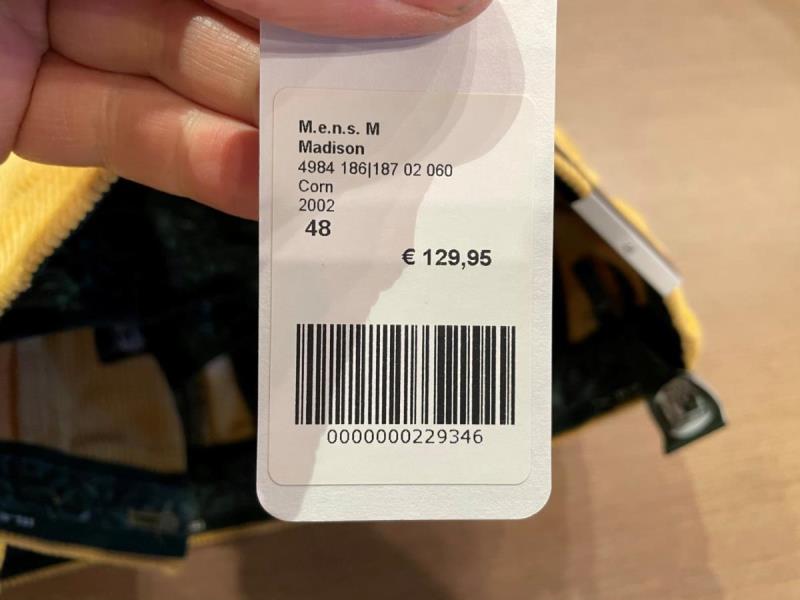 M.e.n.s. M
Madison
4984 186|187 02 060
Corn
2002
48
€ 129,95
0000000229346